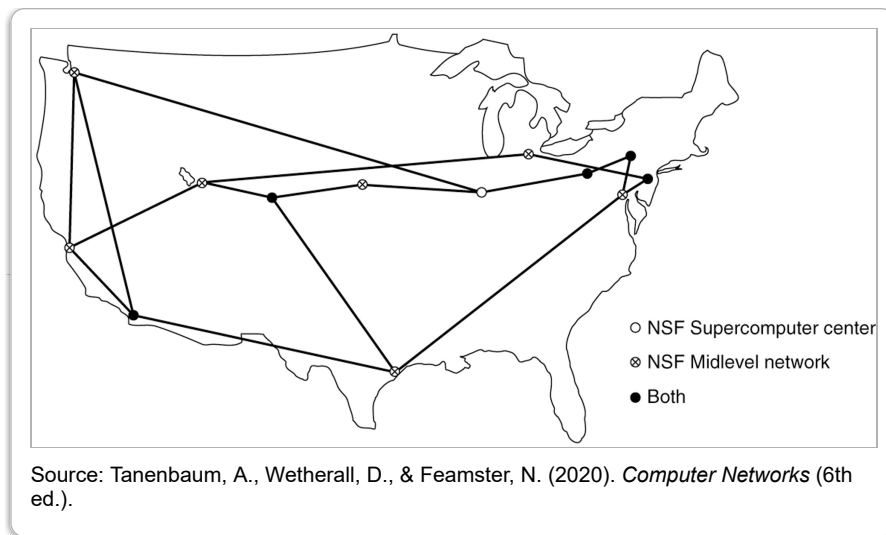 NSF Supercomputer center
NSF Midlevel network
Both
Source: Tanenbaum, A., Wetherall, D., & Feamster, N. (2020). Computer Networks (6th
ed.).